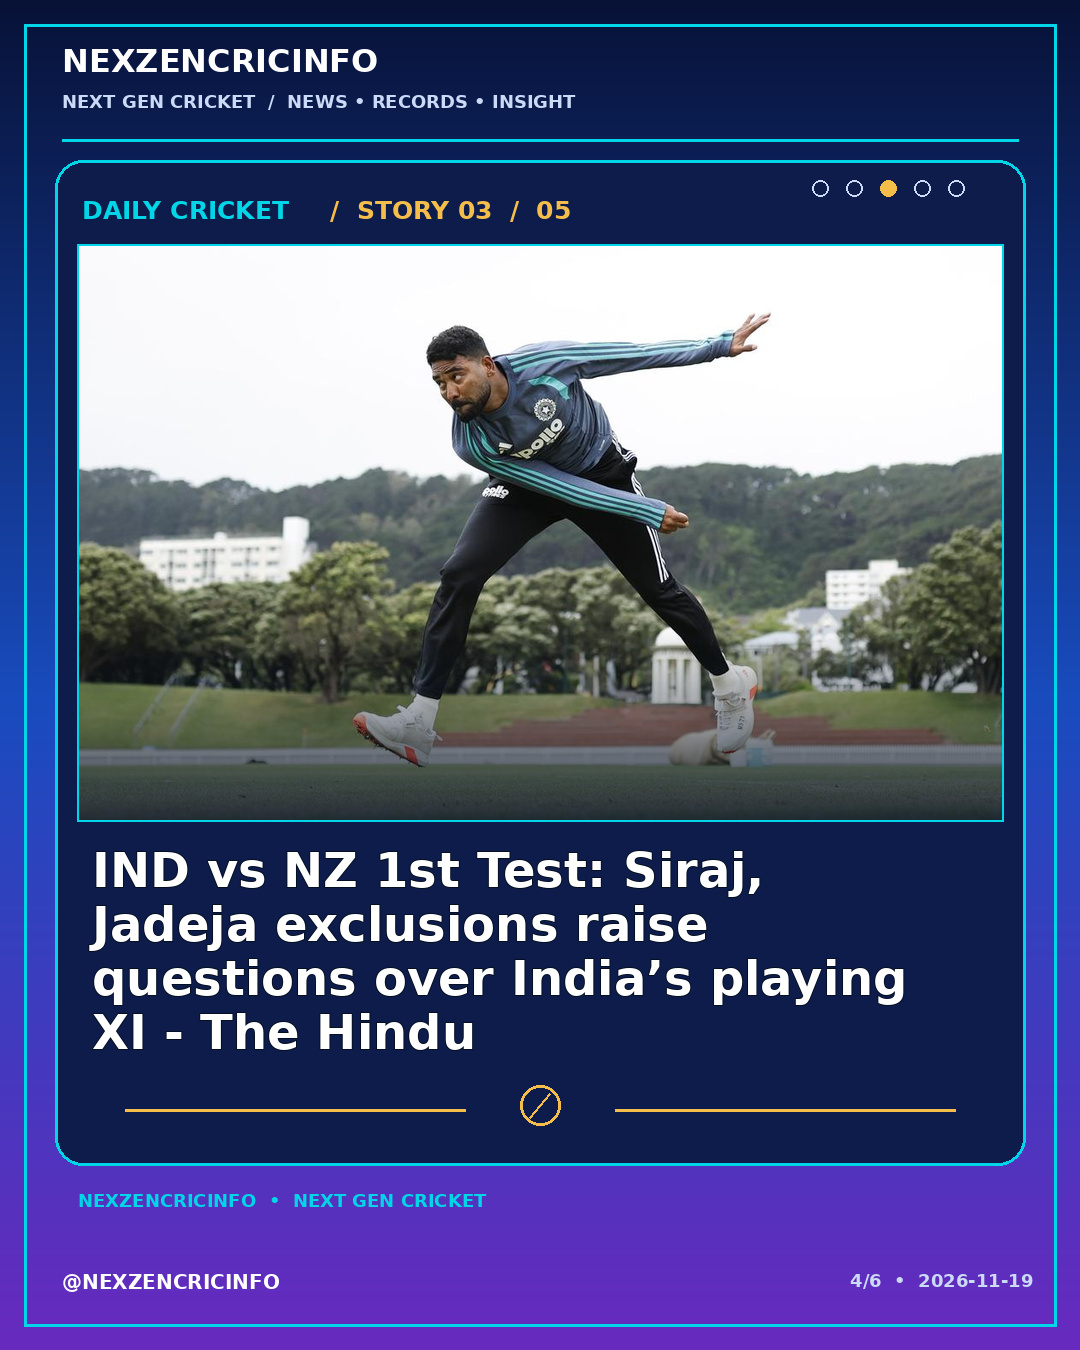 NEXZENCRICINFO
NEXT GEN CRICKET / NEWS • RECORDS • INSIGHT
DAILY CRICKET / STORY 03 / 05
apollo
apollo
IND vs NZ 1st Test: Siraj,
Jadeja exclusions raise
questions over India’s playing
XI - The Hindu
NEXZENCRICINFO • NEXT GEN CRICKET
@NEXZENCRICINFO
4/6 • 2026-11-19